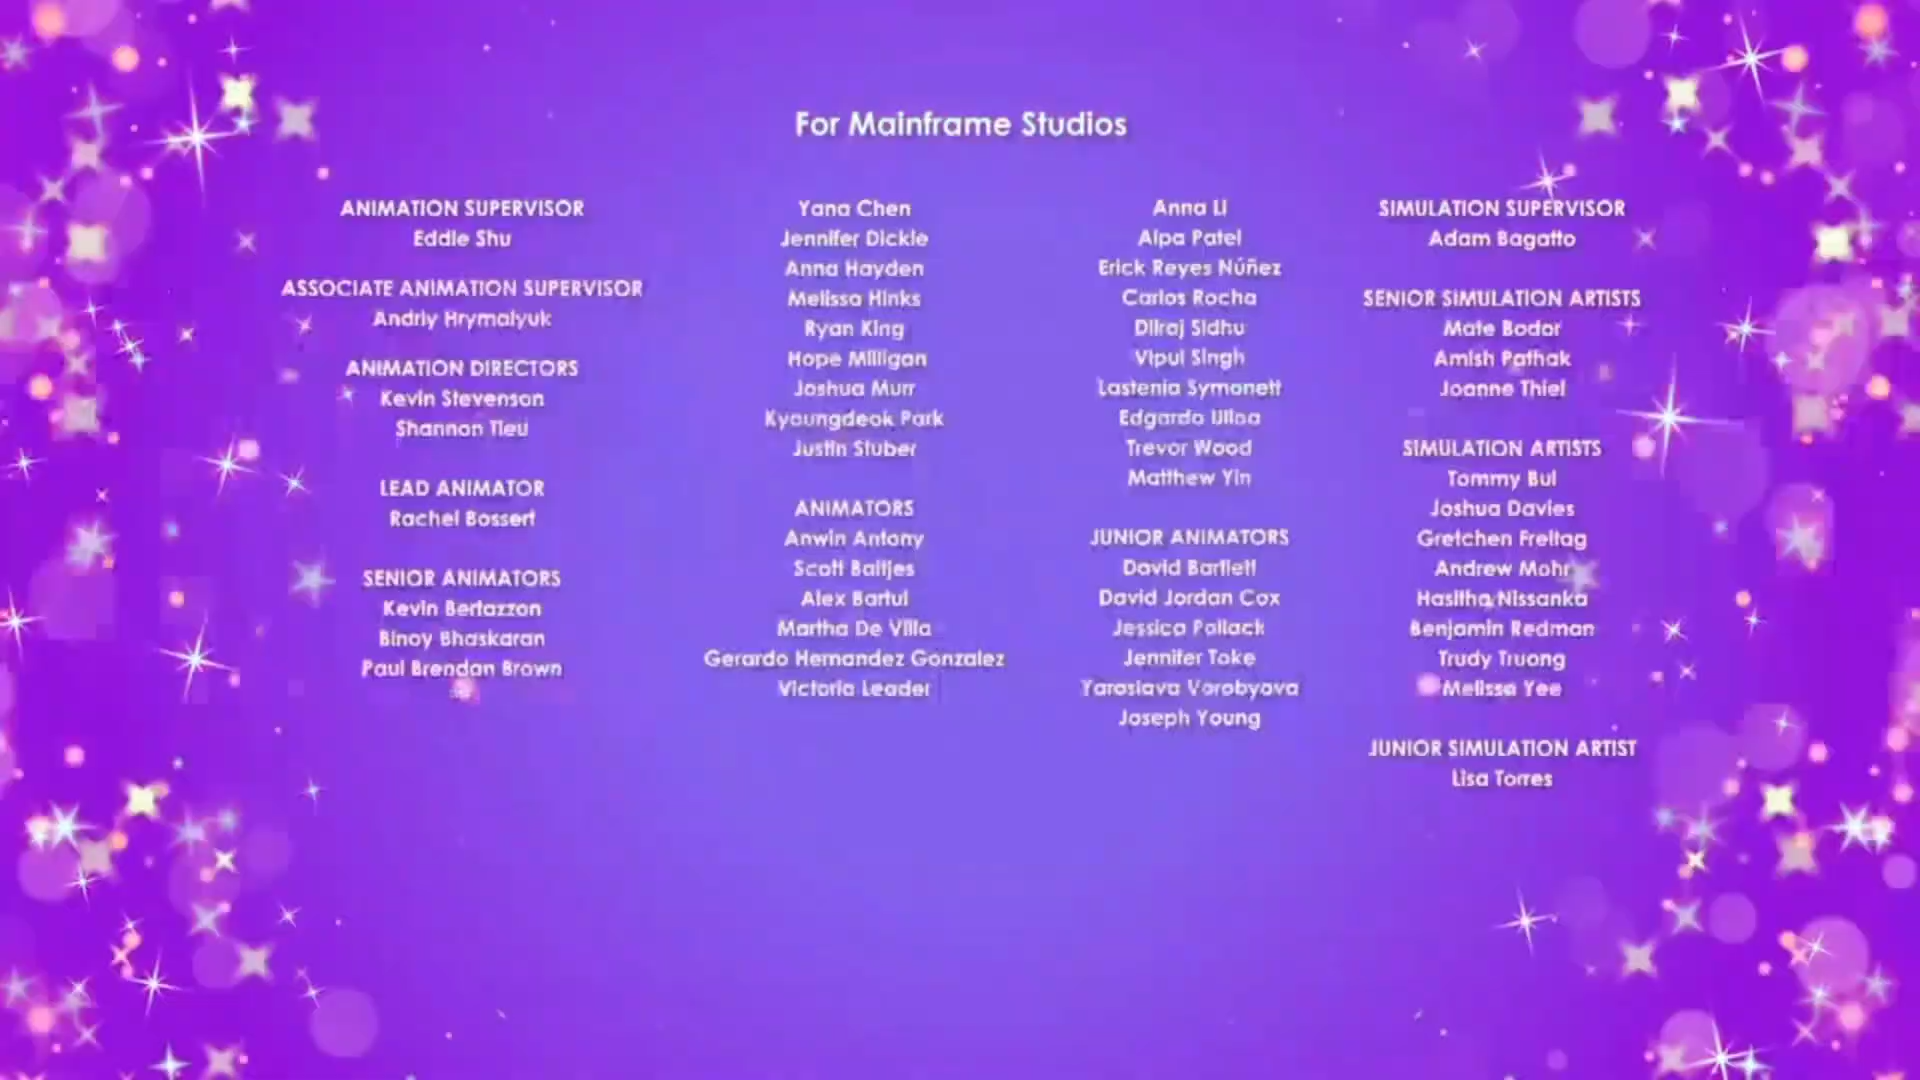 For Mainframe Studios
ANIMATION SUPERVISOR
Eddie Shu
ASSOCIATE ANIMATION SUPERVISOR
Andriy Hrymalyuk
ANIMATION DIRECTORS
Kevin Stevenson
Shannon Tieu
LEAD ANIMATOR
Rachel Bossert
SENIOR ANIMATORS
Kevin Bertazzon
Binoy Bhaskaran
Paul Brendan Brown
Yana Chen
Jennifer Dickie
Anna Hayden
Melissa Hinks
Ryan King
Hope Milligan
Joshua Murr
Kyoungdeok Park
Justin Stuber
ANIMATORS
Anwin Antony
Scott Baltjes
Alex Bartul
Martha De Villa
Gerardo Hernandez Gonzalez
Victoria Leader
Anna Li
Alpa Patel
Erick Reyes Núñez
Carlos Rocha
Dilraj Sidhu
Vipul Singh
Lastenia Symonett
Edgardo Ulloa
Trevor Wood
Matthew Yin
JUNIOR ANIMATORS
David Bartlett
David Jordan Cox
Jessica Pollack
Jennifer Toke
Yaroslava Vorobyova
Joseph Young
SIMULATION SUPERVISOR
Adam Bagatto
SENIOR SIMULATION ARTISTS
Mate Bodor
Amish Pathak
Joanne Thiel
SIMULATION ARTISTS
Tommy Bui
Joshua Davies
Gretchen Freitag
Andrew Mohr
Hasitha Nissanka
Benjamin Redman
Trudy Truong
Melissa Yee
JUNIOR SIMULATION ARTIST
Lisa Torres